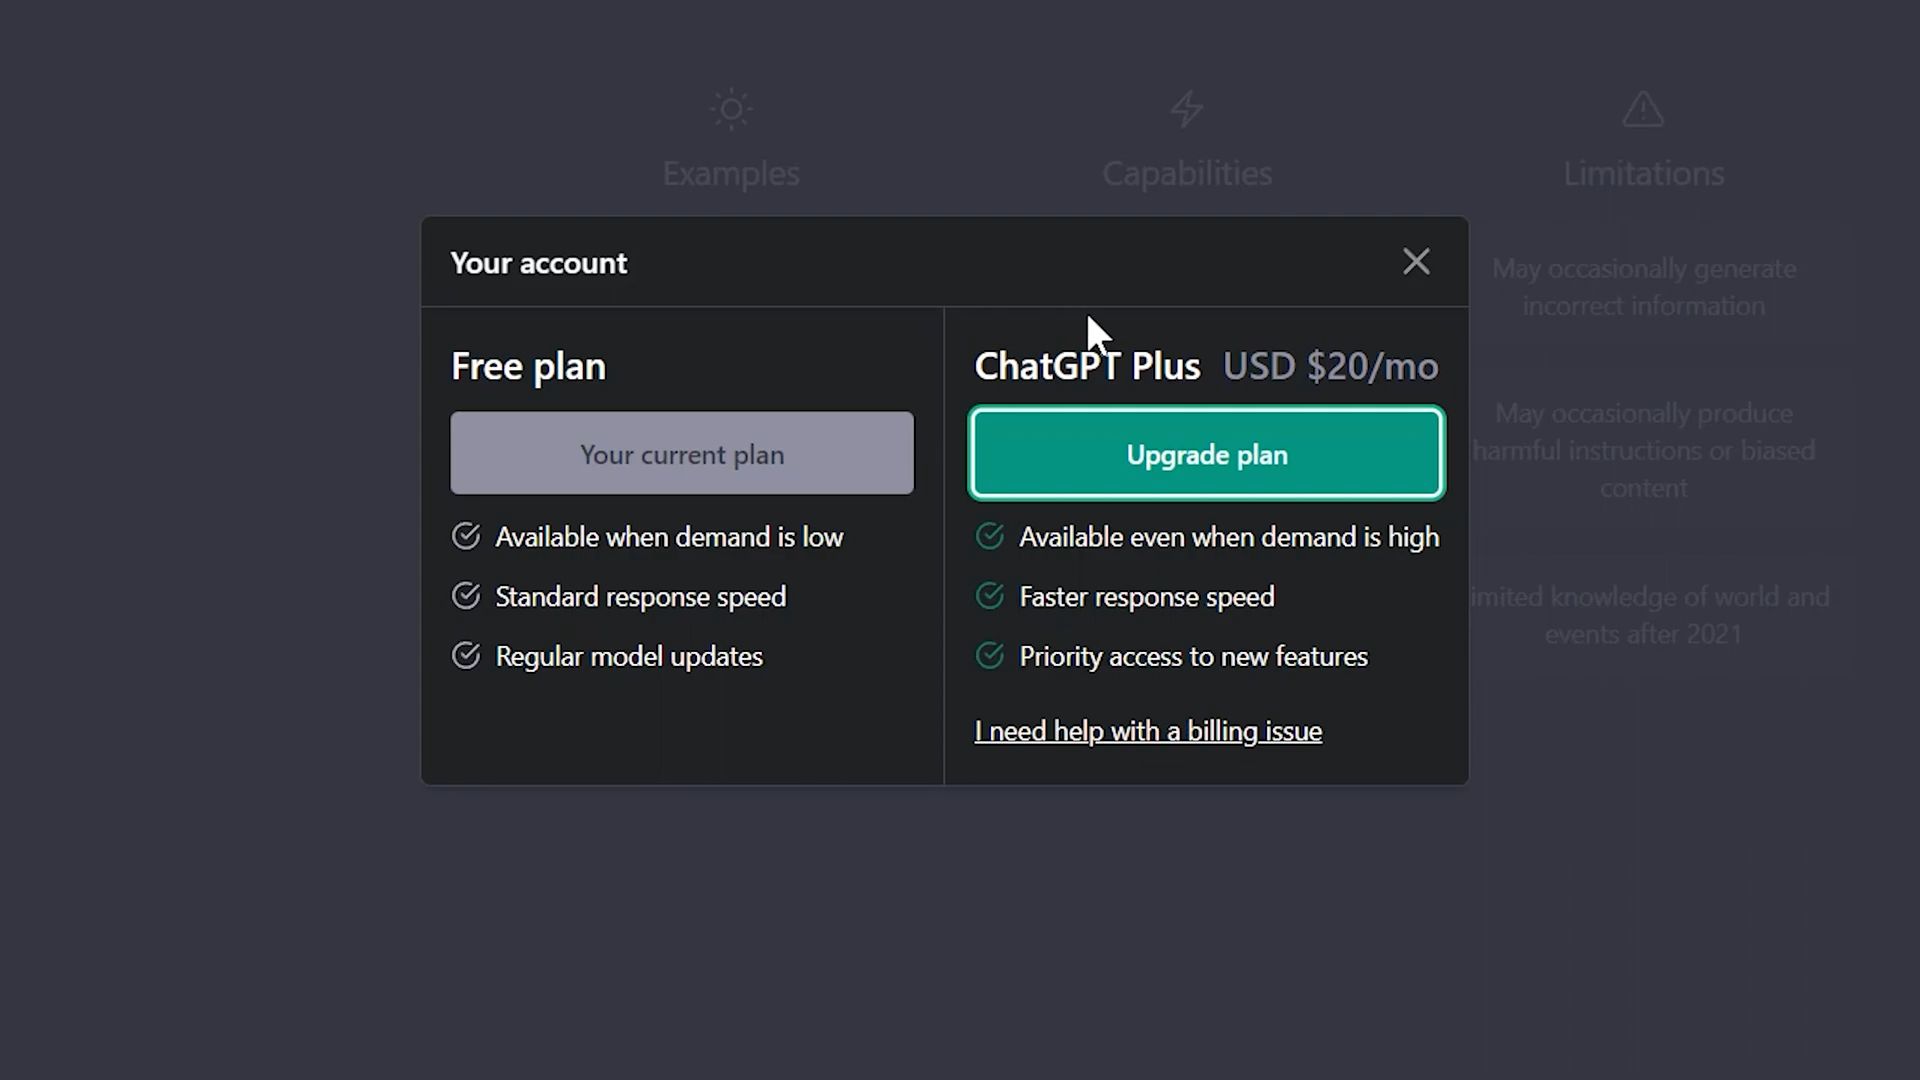 Examples
Capabilities
Limitations
Your account
May occasionally generate
incorrect information
Free plan
ChatGPT Plus USD $20/mo
Your current plan
Upgrade plan
May occasionally produce
harmful instructions or biased
content
Available when demand is low
Standard response speed
Regular model updates
Available even when demand is high
Faster response speed
Priority access to new features
I need help with a billing issue
imited knowledge of world and
events after 2021